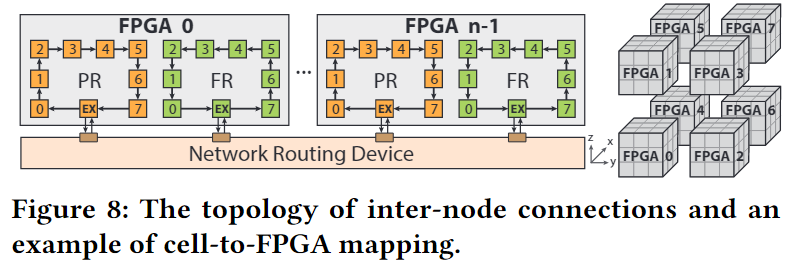 FPGA 0
FPGA n-1
2 3 4 5 2 3 4 5 2 3 4 5 2 3 4 5
1 PR 6 1 FR 6 ... 1 PR 6 1 FR 6
0 EX 7 0 EX 7 0 EX 7 0 EX 7
Network Routing Device
z
x
y
FPGA 5 FPGA 7
FPGA 1 FPGA 3
FPGA 4 FPGA 6
FPGA 0 FPGA 2
Figure 8: The topology of inter-node connections and an
example of cell-to-FPGA mapping.